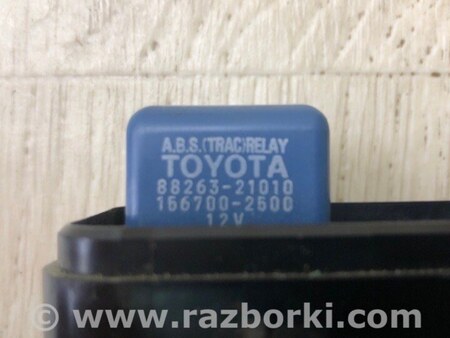 A.B.S.(TRAC)RELAY
TOYOTA
88263-21010
156700-2500
12V
© www.razborki.com